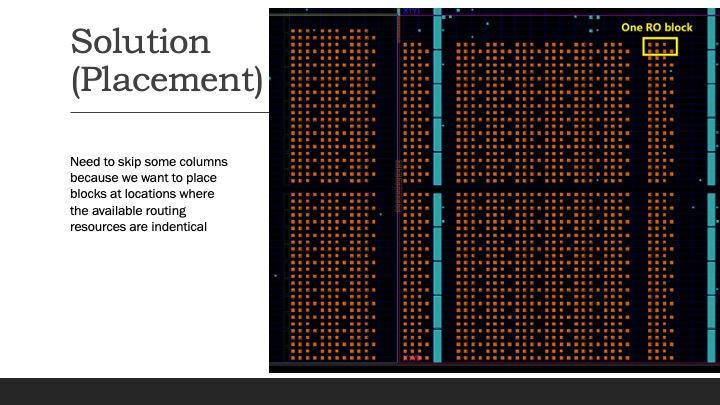 Solution
(Placement)
Need to skip some columns
because we want to place
blocks at locations where
the available routing
resources are indentical
One RO block